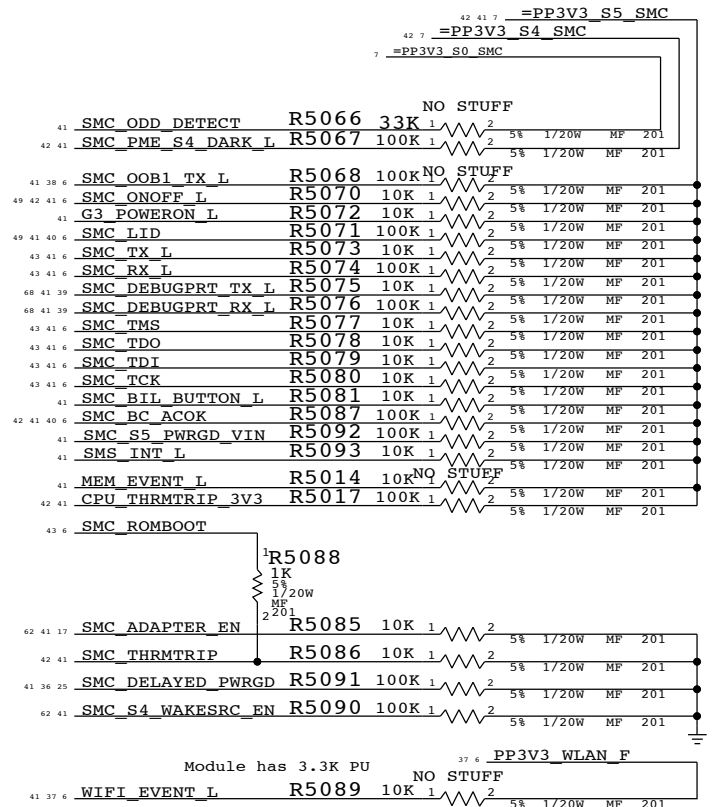 42 41 7 =PP3V3_S5_SMC
42 7 =PP3V3_S4_SMC
7 =PP3V3_S0_SMC
NO STUFF
41 SMC_ODD_DETECT R5066 33K 1 2 5% 1/20W MF 201
42 41 SMC_PME_S4_DARK_L R5067 100K 1 2 5% 1/20W MF 201
NO STUFF
41 38 6 SMC_OOB1_TX_L R5068 100K 1 2 5% 1/20W MF 201
49 42 41 6 SMC_ONOFF_L R5070 10K 1 2 5% 1/20W MF 201
41 G3_POWERON_L R5072 10K 1 2 5% 1/20W MF 201
49 41 40 6 SMC_LID R5071 100K 1 2 5% 1/20W MF 201
43 41 6 SMC_TX_L R5073 10K 1 2 5% 1/20W MF 201
43 41 6 SMC_RX_L R5074 100K 1 2 5% 1/20W MF 201
68 41 39 SMC_DEBUGPRT_TX_L R5075 10K 1 2 5% 1/20W MF 201
68 41 39 SMC_DEBUGPRT_RX_L R5076 100K 1 2 5% 1/20W MF 201
43 41 6 SMC_TMS R5077 10K 1 2 5% 1/20W MF 201
43 41 6 SMC_TDO R5078 10K 1 2 5% 1/20W MF 201
43 41 6 SMC_TDI R5079 10K 1 2 5% 1/20W MF 201
43 41 6 SMC_TCK R5080 10K 1 2 5% 1/20W MF 201
41 SMC_BIL_BUTTON_L R5081 10K 1 2 5% 1/20W MF 201
42 41 40 6 SMC_BC_ACOK R5087 100K 1 2 5% 1/20W MF 201
41 SMC_S5_PWRGD_VIN R5092 100K 1 2 5% 1/20W MF 201
41 SMS_INT_L R5093 10K 1 2 5% 1/20W MF 201
NO STUFF
41 MEM_EVENT_L R5014 10K 1 2 5% 1/20W MF 201
42 41 CPU_THRMTRIP_3V3 R5017 100K 1 2 5% 1/20W MF 201
43 6 SMC_ROMBOOT
1 R5088
1K
5%
1/20W
MF
2 201
62 41 17 SMC_ADAPTER_EN R5085 10K 1 2 5% 1/20W MF 201
42 41 SMC_THRMTRIP R5086 10K 1 2 5% 1/20W MF 201
41 36 25 SMC_DELAYED_PWRGD R5091 100K 1 2 5% 1/20W MF 201
62 41 SMC_S4_WAKESRC_EN R5090 100K 1 2 5% 1/20W MF 201
37 6 PP3V3_WLAN_F
Module has 3.3K PU
NO STUFF
41 37 6 WIFI_EVENT_L R5089 10K 1 2 5% 1/20W MF 201